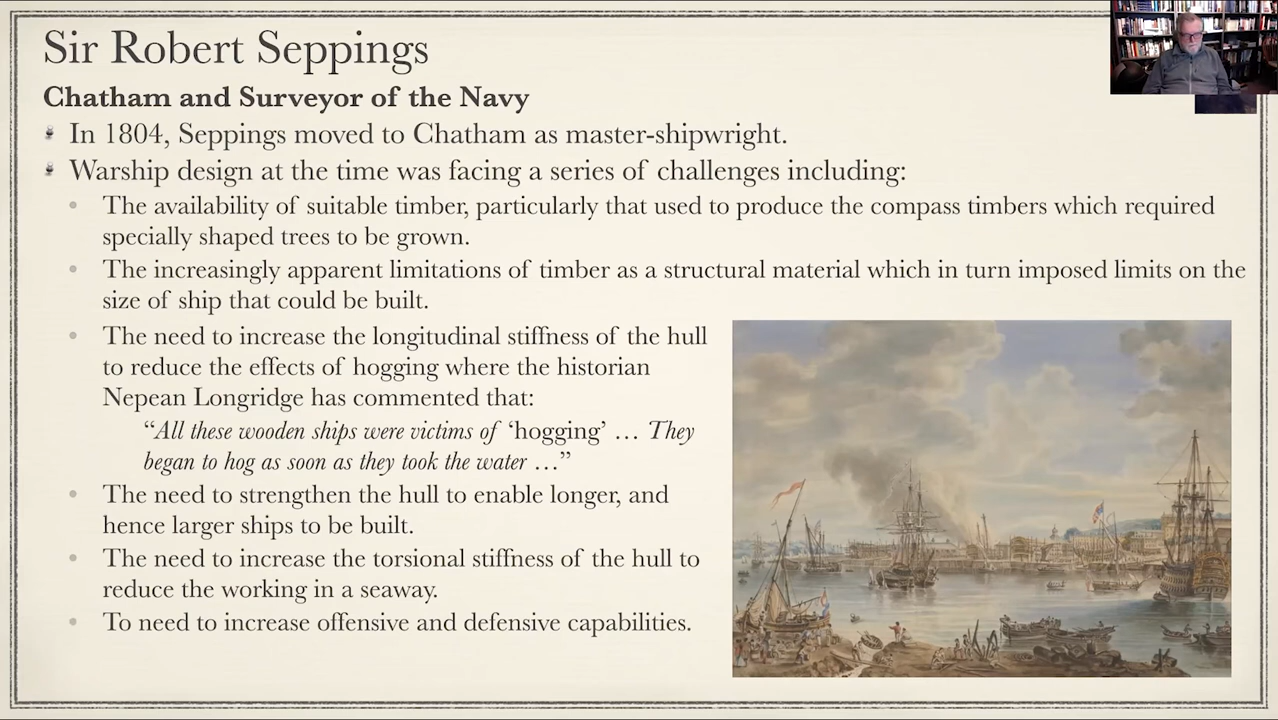 Sir Robert Seppings
Chatham and Surveyor of the Navy
In 1804, Seppings moved to Chatham as master-shipwright.
Warship design at the time was facing a series of challenges including:
The availability of suitable timber, particularly that used to produce the compass timbers which required
specially shaped trees to be grown.
The increasingly apparent limitations of timber as a structural material which in turn imposed limits on the
size of ship that could be built.
The need to increase the longitudinal stiffness of the hull
to reduce the effects of hogging where the historian
Nepean Longridge has commented that:
“All these wooden ships were victims of ‘hogging’ … They
began to hog as soon as they took the water …”
The need to strengthen the hull to enable longer, and
hence larger ships to be built.
The need to increase the torsional stiffness of the hull to
reduce the working in a seaway.
To need to increase offensive and defensive capabilities.